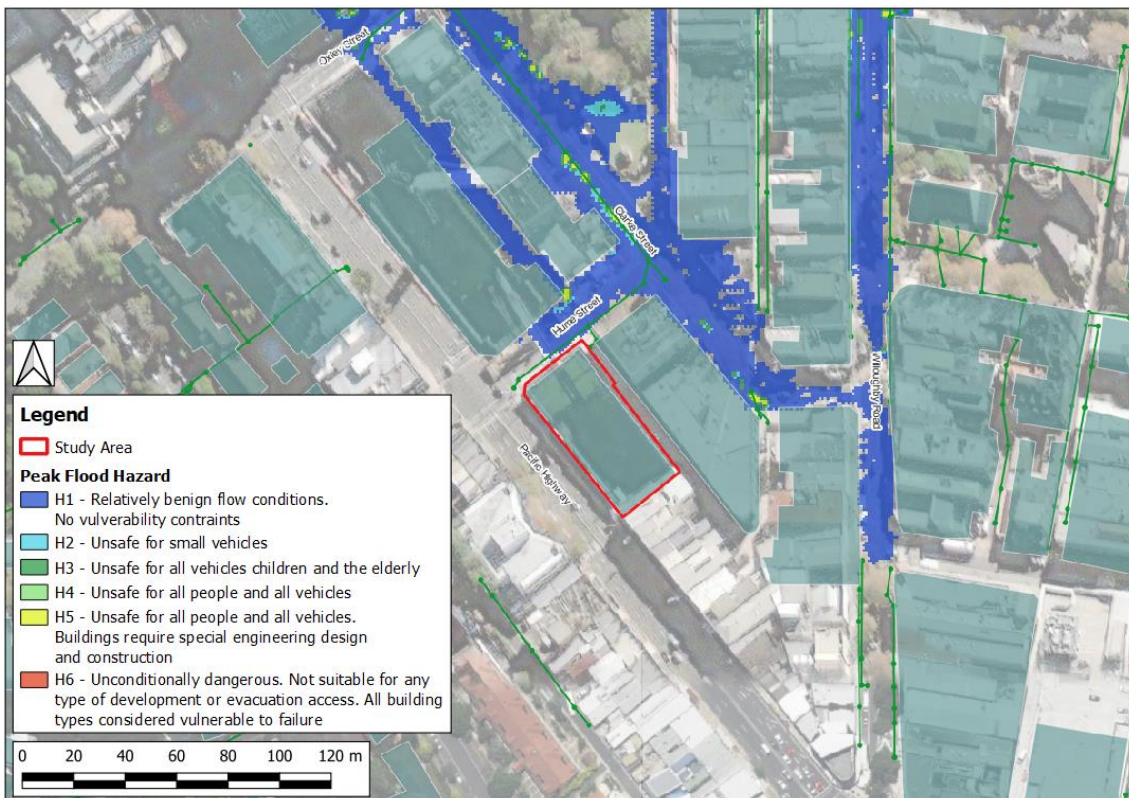 Oxley Street
Clarke Street
Hume Street
Willoughby Road
Pacific Highway
Legend
Study Area
Peak Flood Hazard
H1 - Relatively benign flow conditions.
No vulverability contraints
H2 - Unsafe for small vehicles
H3 - Unsafe for all vehicles children and the elderly
H4 - Unsafe for all people and all vehicles
H5 - Unsafe for all people and all vehicles.
Buildings require special engineering design
and construction
H6 - Unconditionally dangerous. Not suitable for any
type of development or evacuation access. All building
types considered vulnerable to failure
0 20 40 60 80 100 120 m